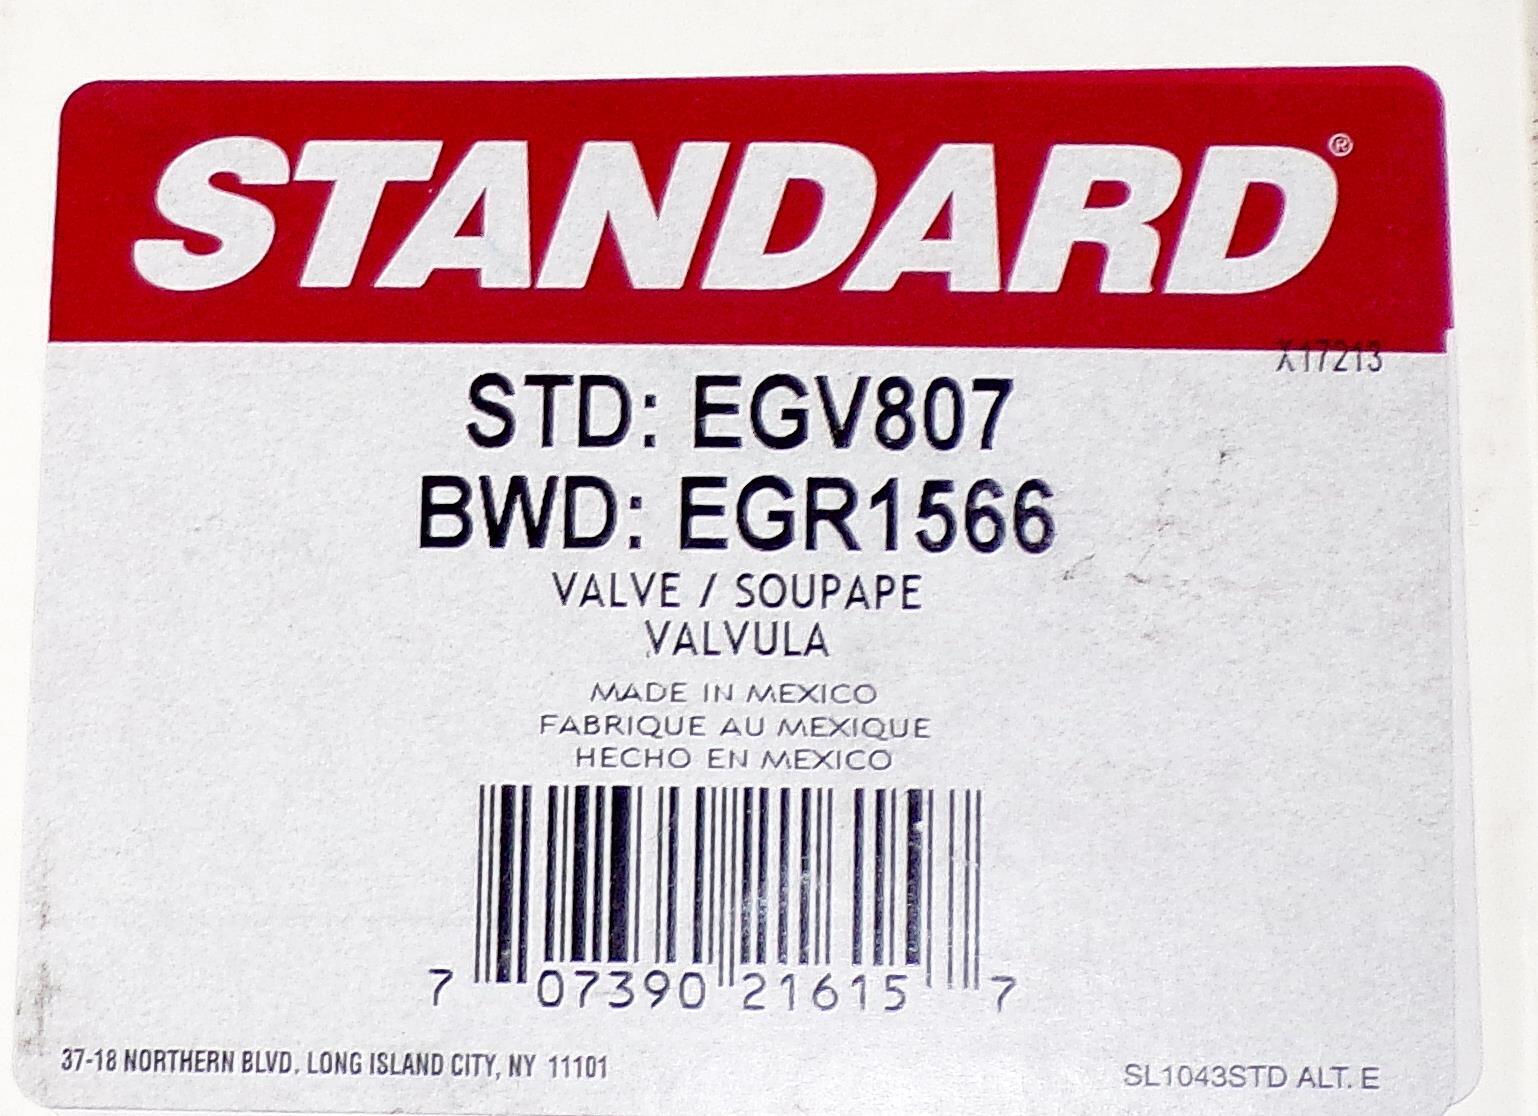 STANDARD®
X17213
STD: EGV807
BWD: EGR1566
VALVE / SOUPAPE
VALVULA
MADE IN MEXICO
FABRIQUE AU MEXIQUE
HECHO EN MEXICO
7 07390 21615 7
37-18 NORTHERN BLVD. LONG ISLAND CITY, NY 11101
SL1043STD ALT. E